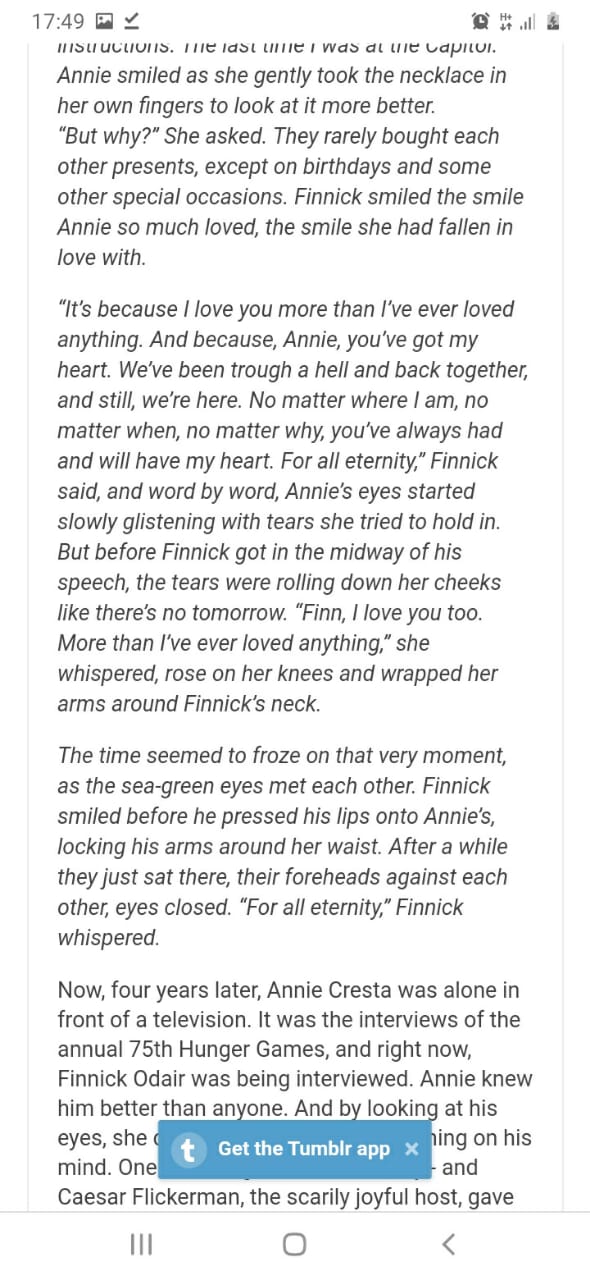 17:49
H+
instructions. The last time I was at the Capitol.
Annie smiled as she gently took the necklace in
her own fingers to look at it more better.
“But why?” She asked. They rarely bought each
other presents, except on birthdays and some
other special occasions. Finnick smiled the smile
Annie so much loved, the smile she had fallen in
love with.
“It’s because I love you more than I’ve ever loved
anything. And because, Annie, you’ve got my
heart. We’ve been trough a hell and back together,
and still, we’re here. No matter where I am, no
matter when, no matter why, you’ve always had
and will have my heart. For all eternity,” Finnick
said, and word by word, Annie’s eyes started
slowly glistening with tears she tried to hold in.
But before Finnick got in the midway of his
speech, the tears were rolling down her cheeks
like there’s no tomorrow. “Finn, I love you too.
More than I’ve ever loved anything,” she
whispered, rose on her knees and wrapped her
arms around Finnick’s neck.
The time seemed to froze on that very moment,
as the sea-green eyes met each other. Finnick
smiled before he pressed his lips onto Annie’s,
locking his arms around her waist. After a while
they just sat there, their foreheads against each
other, eyes closed. “For all eternity,” Finnick
whispered.
Now, four years later, Annie Cresta was alone in
front of a television. It was the interviews of the
annual 75th Hunger Games, and right now,
Finnick Odair was being interviewed. Annie knew
him better than anyone. And by looking at his
eyes, she on his
mind. One - and
t Get the Tumblr app ×
Caesar Flickerman, the scarily joyful host, gave